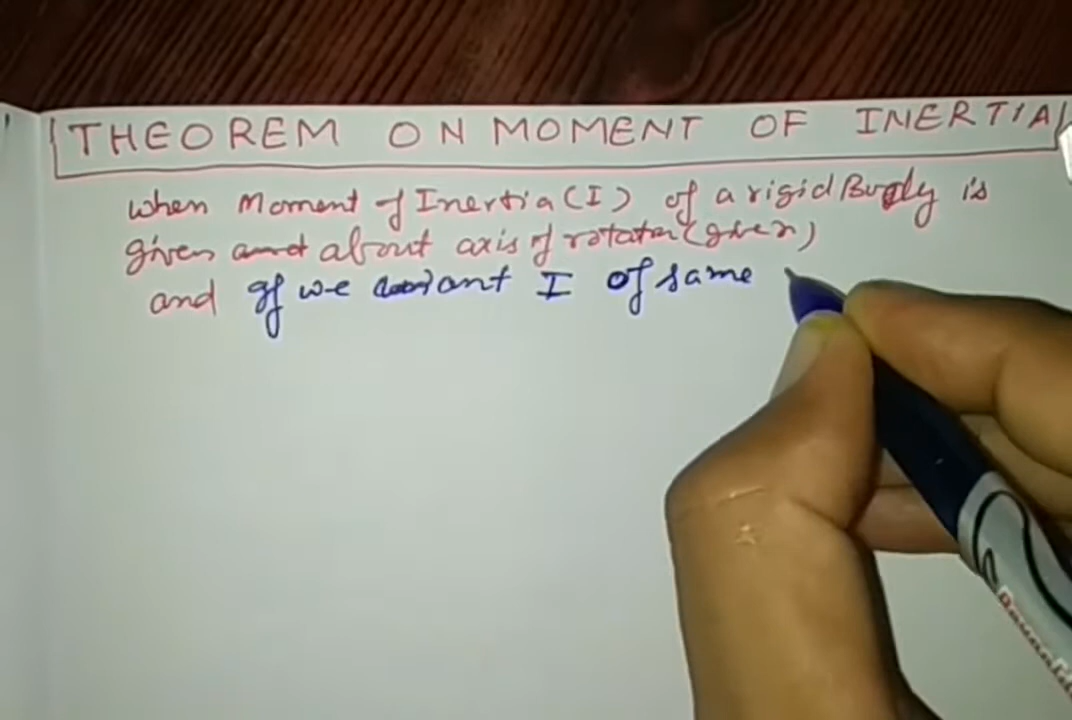 THEOREM ON MOMENT OF INERTIA
when Moment of Inertia (I) of a rigid Body is
given about axis of rotation (given)
and If we want I of same